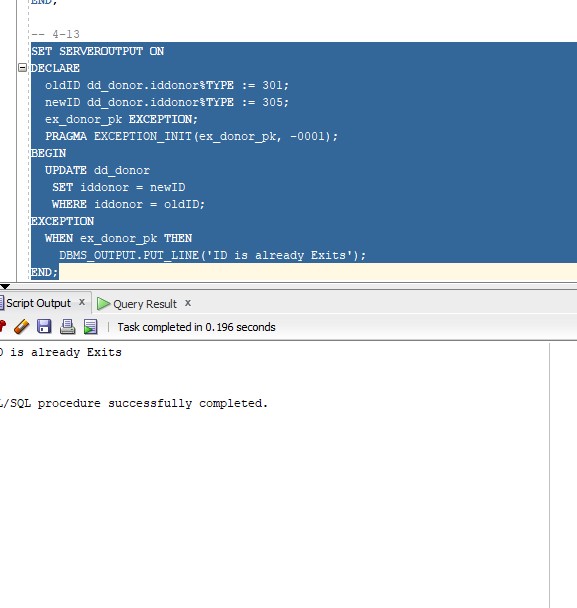 END;
-- 4-13
SET SERVEROUTPUT ON
DECLARE
oldID dd_donor.iddonor%TYPE := 301;
newID dd_donor.iddonor%TYPE := 305;
ex_donor_pk EXCEPTION;
PRAGMA EXCEPTION_INIT(ex_donor_pk, -0001);
BEGIN
UPDATE dd_donor
SET iddonor = newID
WHERE iddonor = oldID;
EXCEPTION
WHEN ex_donor_pk THEN
DBMS_OUTPUT.PUT_LINE('ID is already Exits');
END;
Script Output x Query Result x
Task completed in 0.196 seconds
D is already Exits
L/SQL procedure successfully completed.